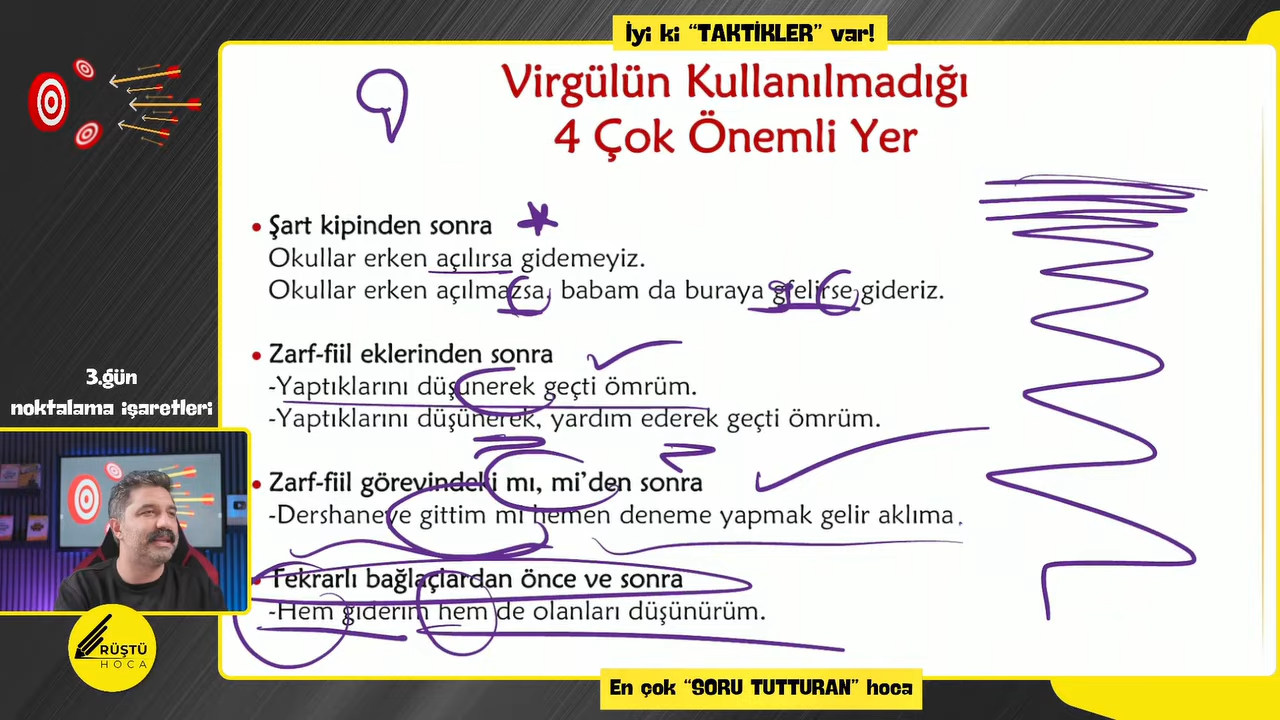 İyi ki “TAKTİKLER” var!
Virgülün Kullanılmadığı
4 Çok Önemli Yer
• Şart kipinden sonra
Okullar erken açılırsa gidemeyiz.
Okullar erken açılmazsa, babam da buraya gelirse gideriz.
• Zarf-fiil eklerinden sonra
-Yaptıklarını düşünerek geçti ömrüm.
-Yaptıklarını düşünerek, yardım ederek geçti ömrüm.
• Zarf-fiil görevindeki mı, mi’den sonra
-Dershaneye gittim mi hemen deneme yapmak gelir aklıma.
• Tekrarlı bağlaçlardan önce ve sonra
-Hem giderim hem de olanları düşünürüm.
3.gün
noktalama işaretleri
RÜŞTÜ
HOCA
En çok “SORU TUTTURAN” hoca